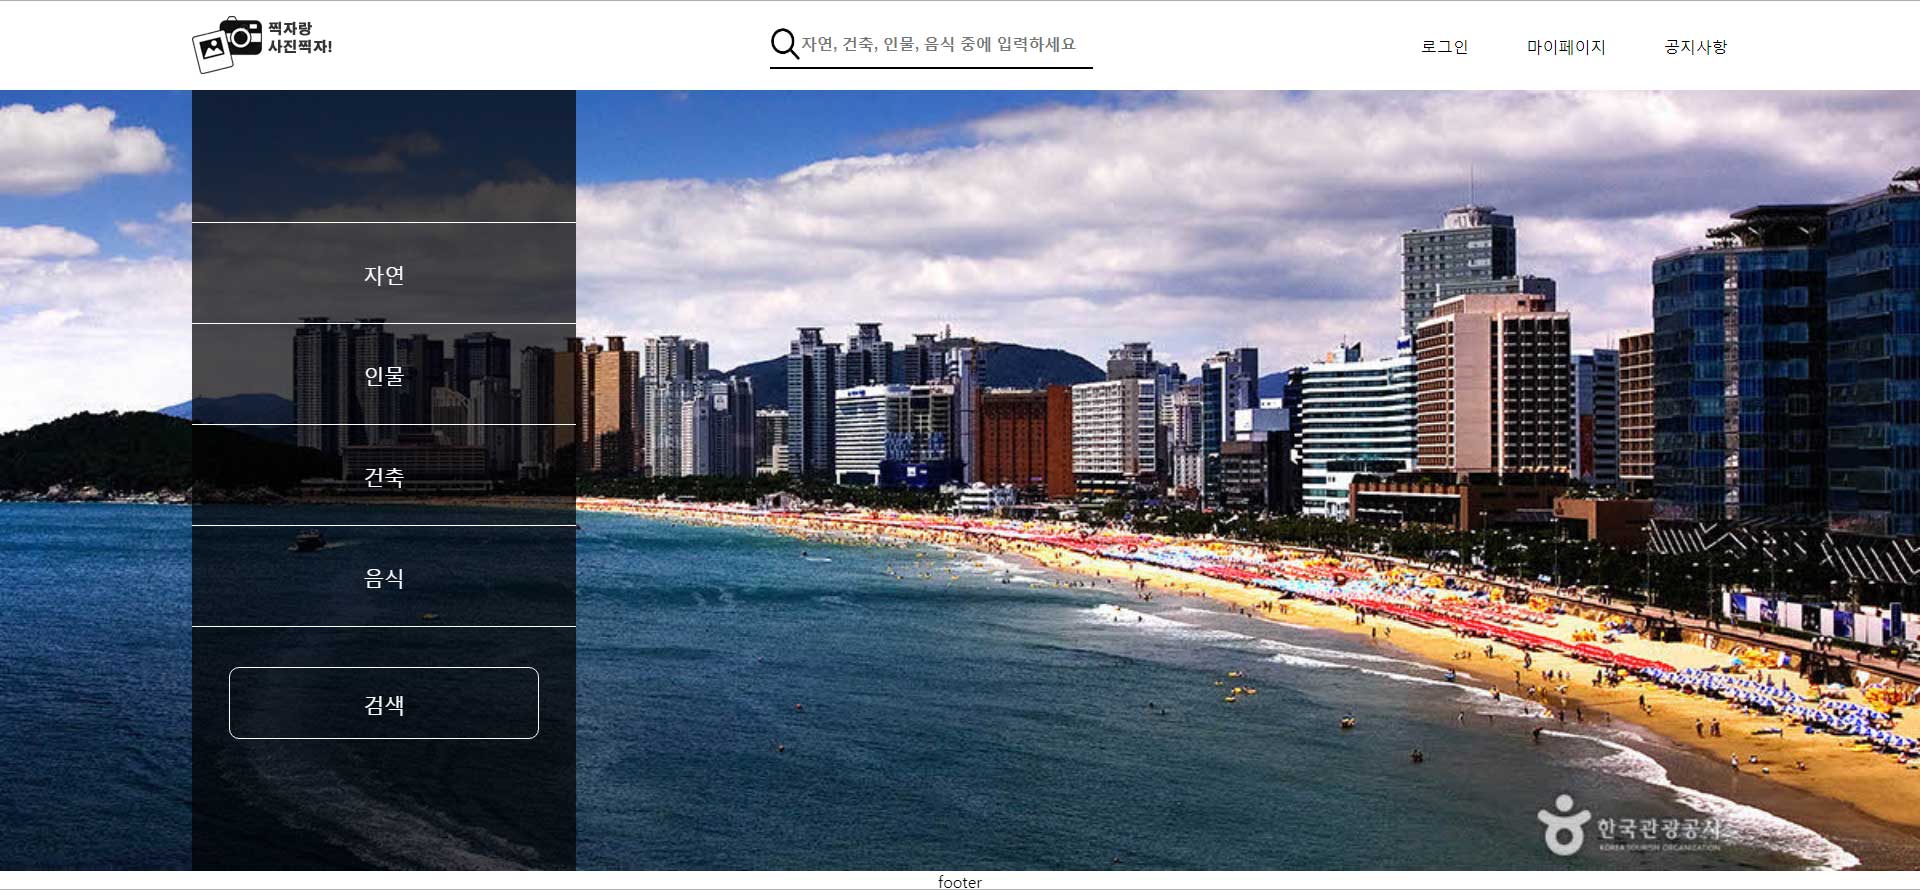 찍자랑
사진찍자!
자연, 건축, 인물, 음식 중에 입력하세요
로그인 마이페이지 공지사항
자연
인물
건축
음식
검색
한국관광공사
KOREA TOURISM ORGANIZATION
footer